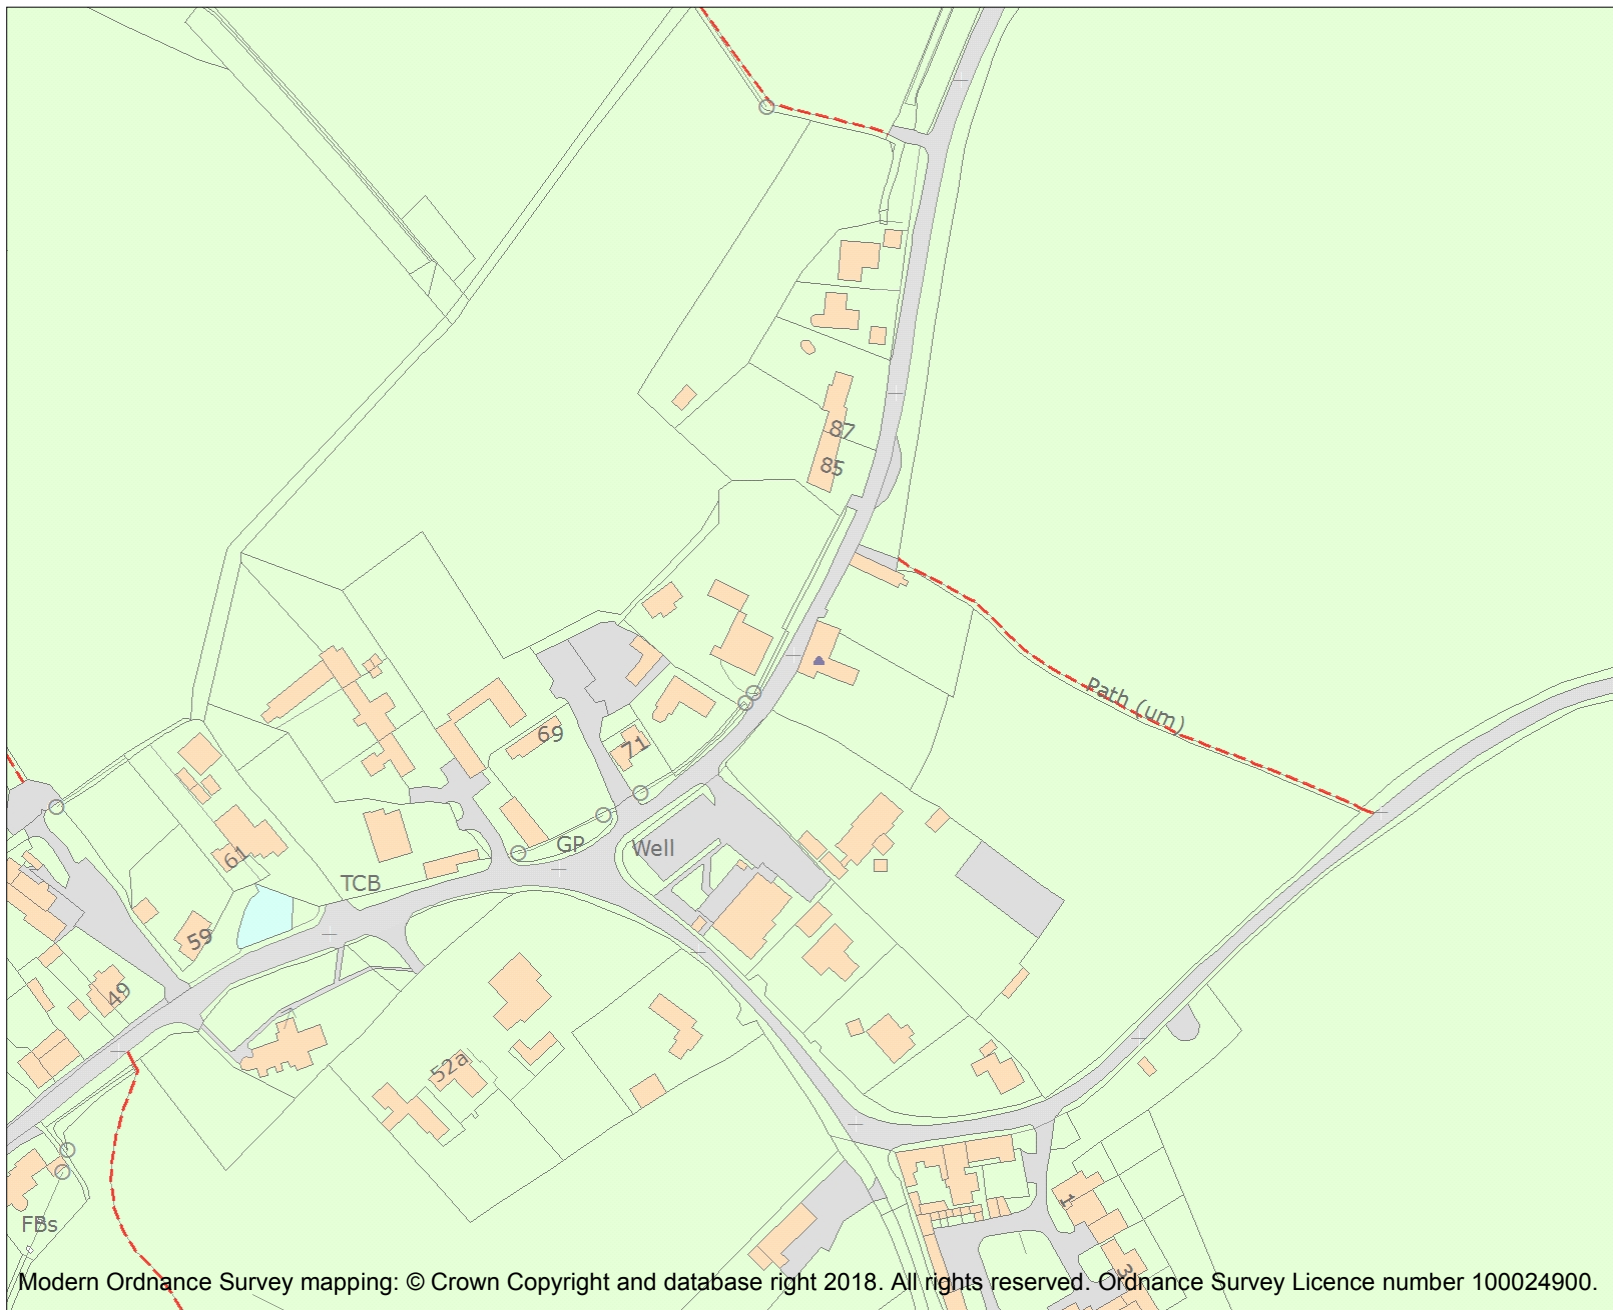 87
85
Path (um)
69
71
GP
Well
61
TCB
59
49
52a
1
FBs
3
Modern Ordnance Survey mapping: © Crown Copyright and database right 2018. All rights reserved. Ordnance Survey Licence number 100024900.